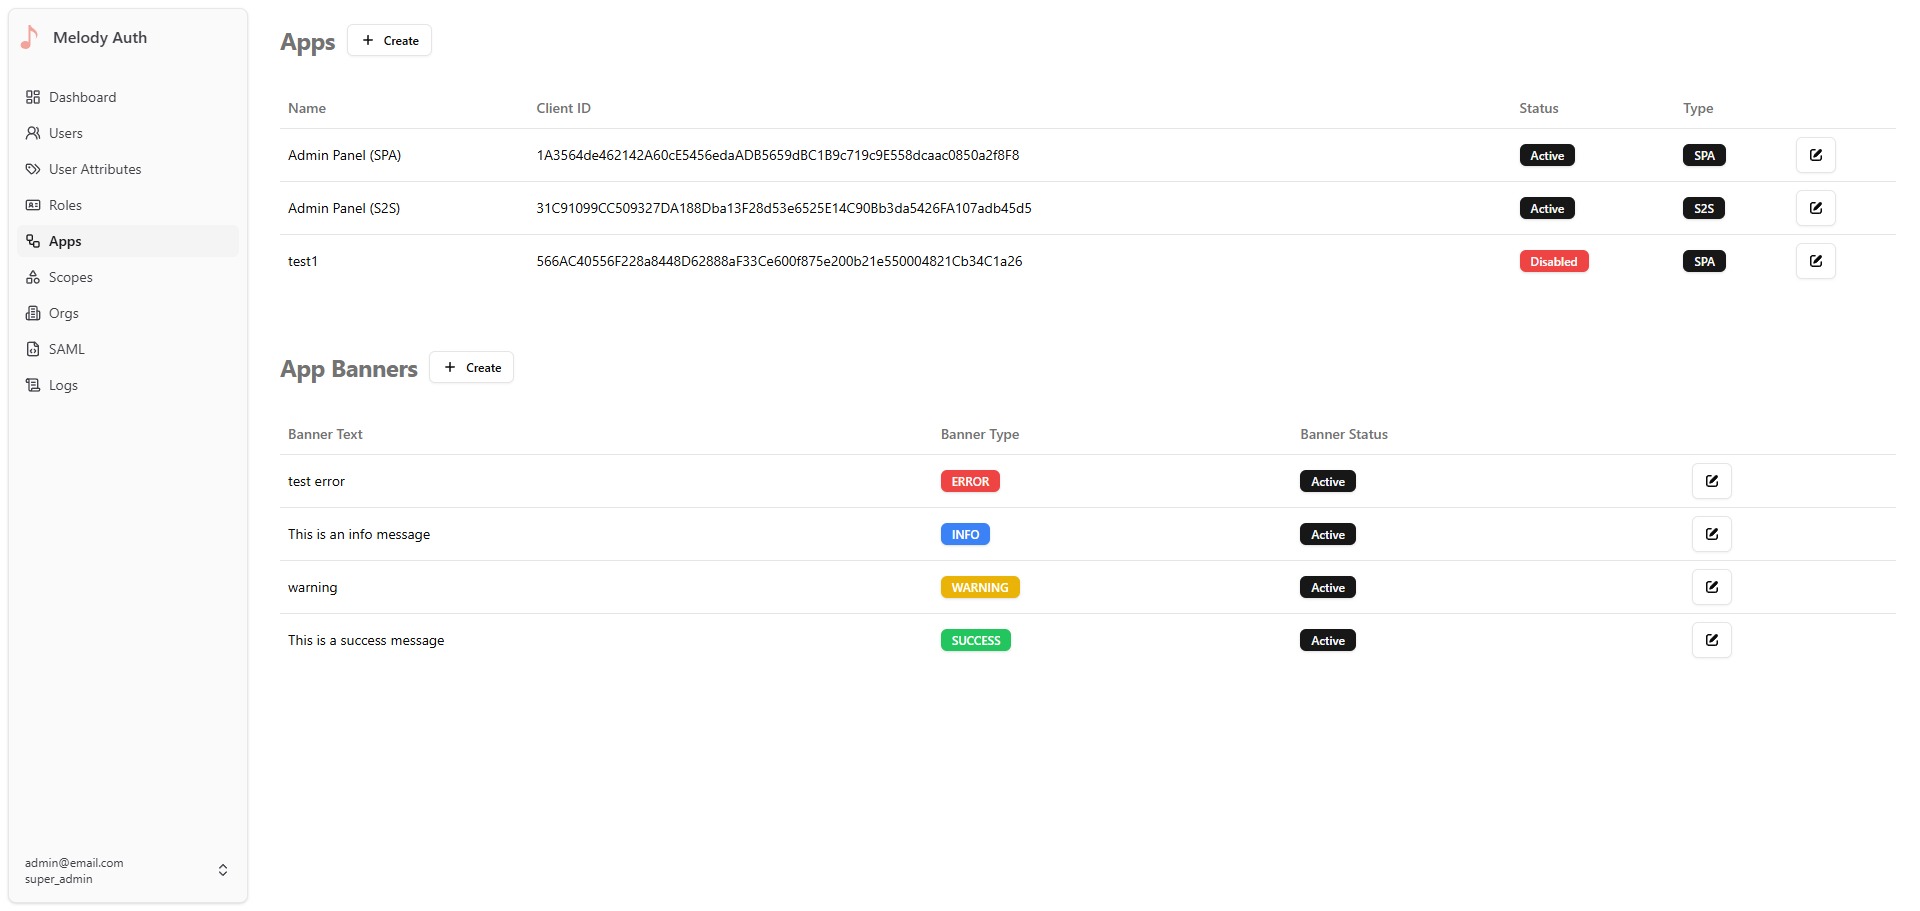 Melody Auth
Dashboard
Users
User Attributes
Roles
Apps
Scopes
Orgs
SAML
Logs
admin@email.com
super_admin
Apps + Create
Name Client ID Status Type
Admin Panel (SPA) 1A3564de462142A60cE5456edaADB5659dBC1B9c719c9E558dcaac0850a2f8F8 Active SPA
Admin Panel (S2S) 31C91099CC509327DA188Dba13F28d53e6525E14C90Bb3da5426FA107adb45d5 Active S2S
test1 566AC40556F228a8448D62888aF33Ce600f875e200b21e550004821Cb34C1a26 Disabled SPA
App Banners + Create
Banner Text Banner Type Banner Status
test error ERROR Active
This is an info message INFO Active
warning WARNING Active
This is a success message SUCCESS Active